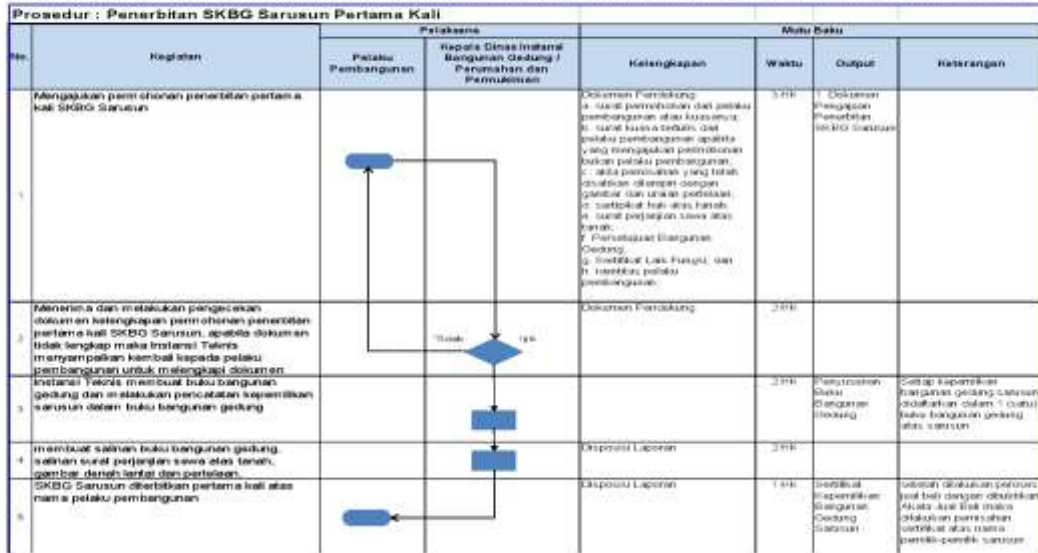 Prosedur : Penerbitan SKBG Sarusun Pertama Kali
No.
Kegiatan
Pelaksana
Mutu Baku
Pelaku
Pembangunan
Kepala Dinas Instansi
Bangunan Gedung /
Perumahan dan
Permukiman
Kelengkapan
Waktu
Output
Keterangan
1
Mengajukan permohonan penerbitan pertama
kali SKBG Sarusun
Dokumen Pendukung:
a. surat permohonan dari pelaku
pembangunan atau kuasanya;
b. surat kuasa tertulis dari
pelaku pembangunan apabila
yang mengajukan permohonan
bukan pelaku pembangunan;
c. akta pemisahan yang telah
disahkan dilampiri dengan
gambar dan uraian pertelaan;
d. sertipikat hak atas tanah;
e. surat perjanjian sewa atas
tanah;
f. Persetujuan Bangunan
Gedung;
g. Sertifikat Laik Fungsi; dan
h. identitas pelaku
pembangunan
1. Dokumen
Pengajuan
Penerbitan
SKBG Sarusun
2
Menerima dan melakukan pengecekan
dokumen kelengkapan permohonan penerbitan
pertama kali SKBG Sarusun, apabila dokumen
tidak lengkap maka Instansi Teknis
menyampaikan kembali kepada pelaku
pembangunan untuk melengkapi dokumen
Dokumen Pendukung
2 HK
3
Instansi Teknis membuat buku bangunan
gedung dan melakukan pencatatan kepemilikan
sarusun dalam buku bangunan gedung
2 HK
Penyusunan
Buku
Bangunan
Gedung
Setiap kepemilikan
bangunan gedung sarusun
didaftarkan dalam 1 (satu)
buku bangunan gedung
atas sarusun
4
membuat salinan buku bangunan gedung,
salinan surat perjanjian sewa atas tanah,
gambar denah lantai dan pertelaan,
Disposisi Laporan
2 HK
5
SKBG Sarusun diterbitkan pertama kali atas
nama pelaku pembangunan
Disposisi Laporan
1 HK
Sertifikat
Kepemilikan
Bangunan
Gedung
Sarusun
setelah dilakukan proses
jual beli dengan dibuktikan
Jual Beli maka
dilakukan pemisahan
sertifikat atas nama
pemilik-pemilik sarusun